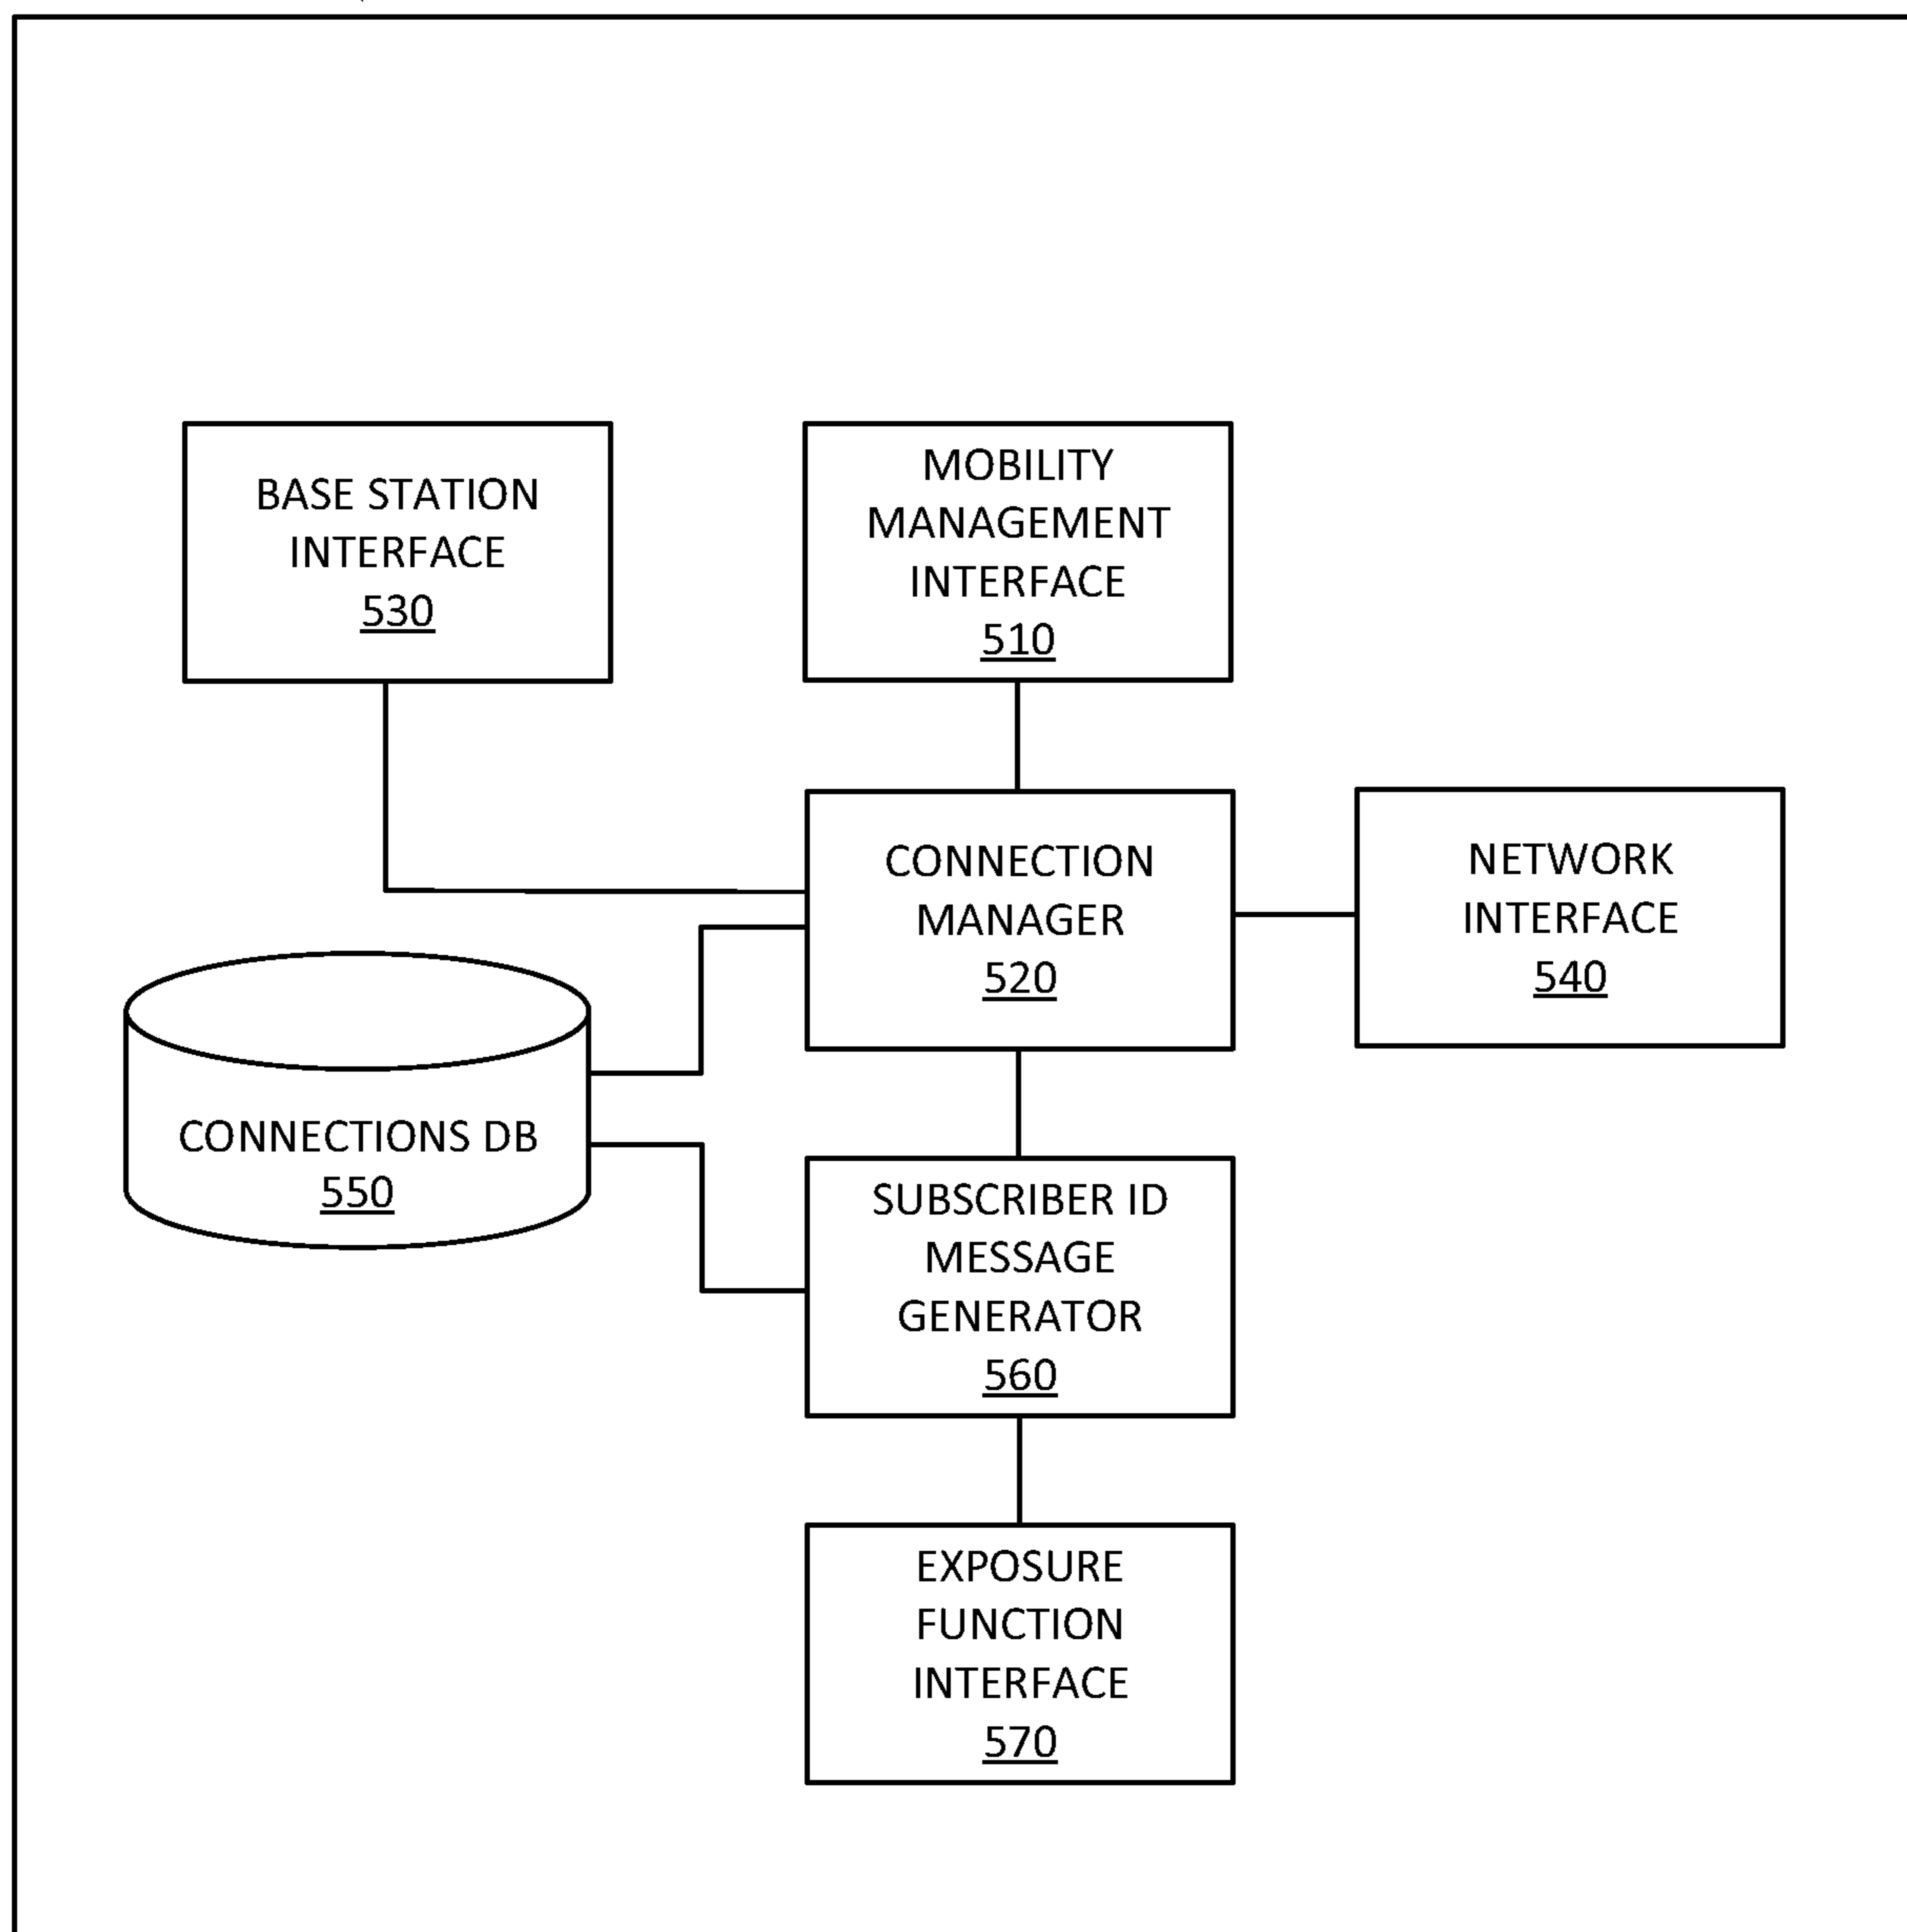 BASE STATION
INTERFACE
530
MOBILITY
MANAGEMENT
INTERFACE
510
CONNECTION
MANAGER
520
NETWORK
INTERFACE
540
CONNECTIONS DB
550
SUBSCRIBER ID
MESSAGE
GENERATOR
560
EXPOSURE
FUNCTION
INTERFACE
570